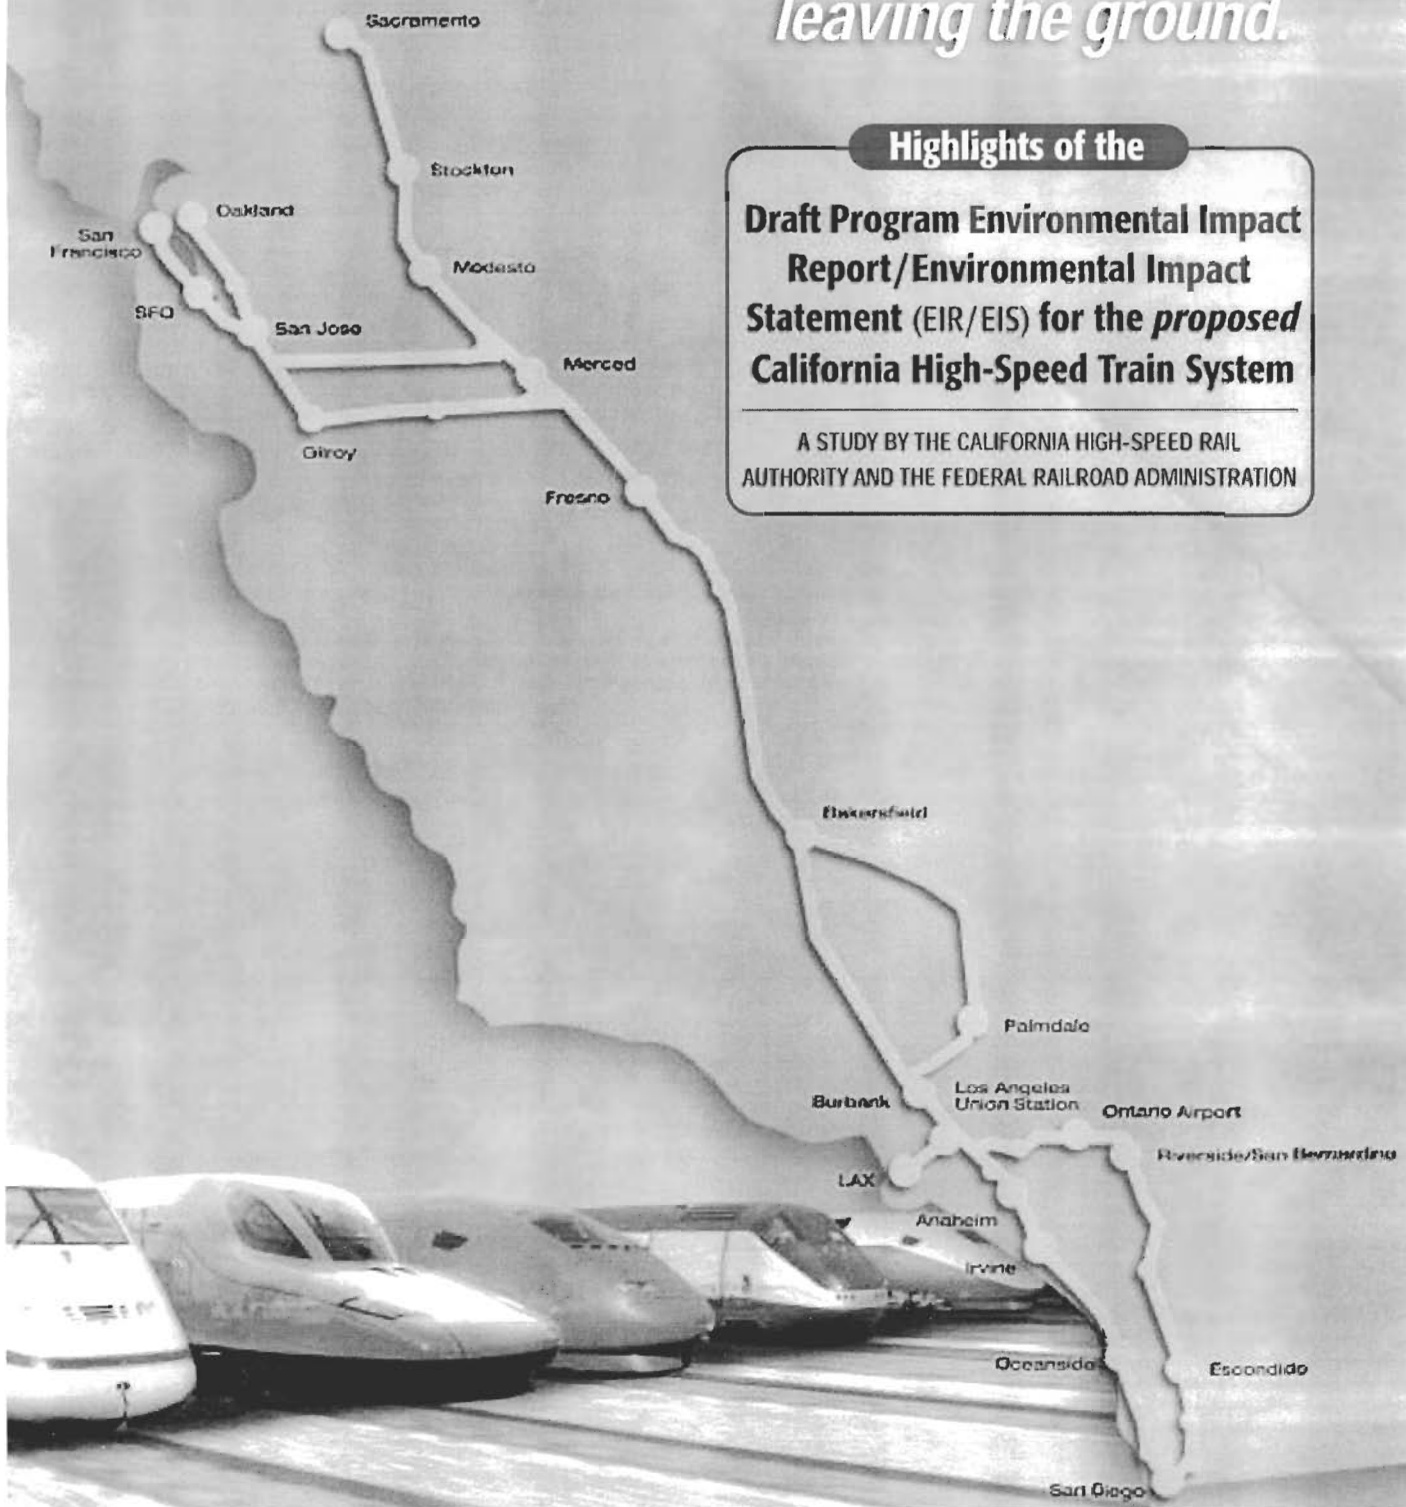 leaving the ground.
Sacramento
Highlights of the
Stockton
Draft Program Environmental Impact
Report/Environmental Impact
Statement (EIR/EIS) for the proposed
California High-Speed Train System
A STUDY BY THE CALIFORNIA HIGH-SPEED RAIL
AUTHORITY AND THE FEDERAL RAILROAD ADMINISTRATION
Oakland
San
Francisco
Modesto
SFO
San Jose
Merced
Gilroy
Fresno
Bakersfield
Palmdale
Burbank
Los Angeles
Union Station
Ontario Airport
Riverside/San Bernardino
LAX
Anaheim
Irvine
Oceanside
Escondido
San Diego